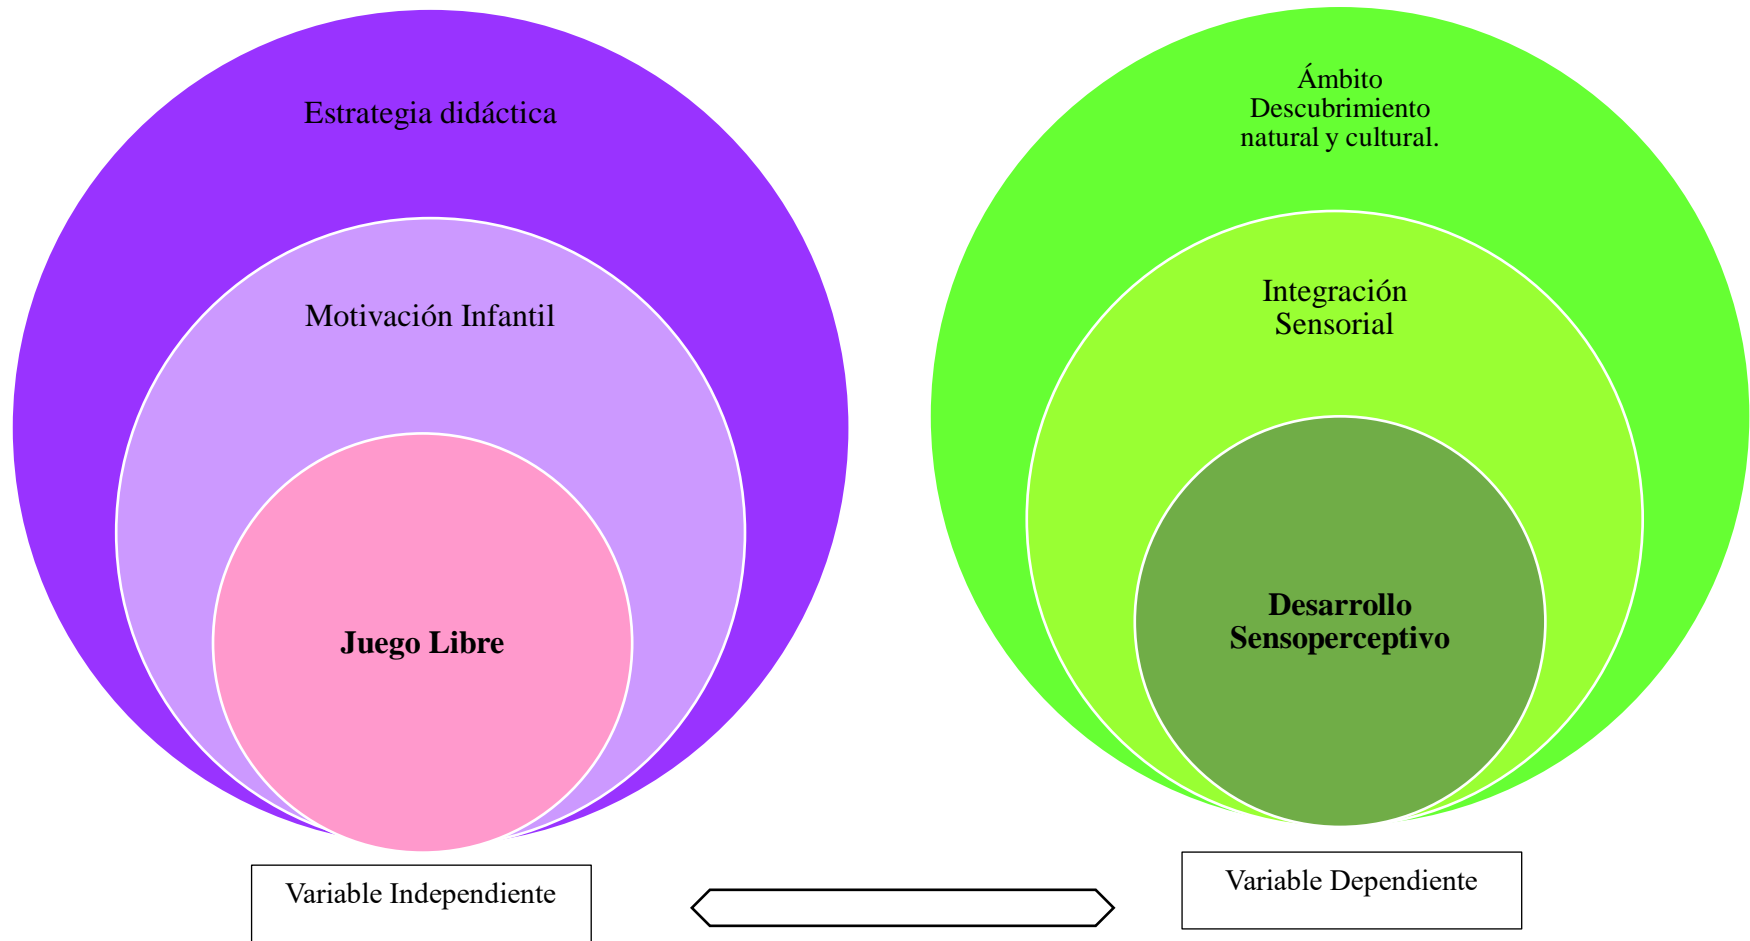 Estrategia didáctica
Motivación Infantil
Juego Libre
Variable Independiente
Ámbito
Descubrimiento
natural y cultural.
Integración
Sensorial
Desarrollo
Sensoperceptivo
Variable Dependiente